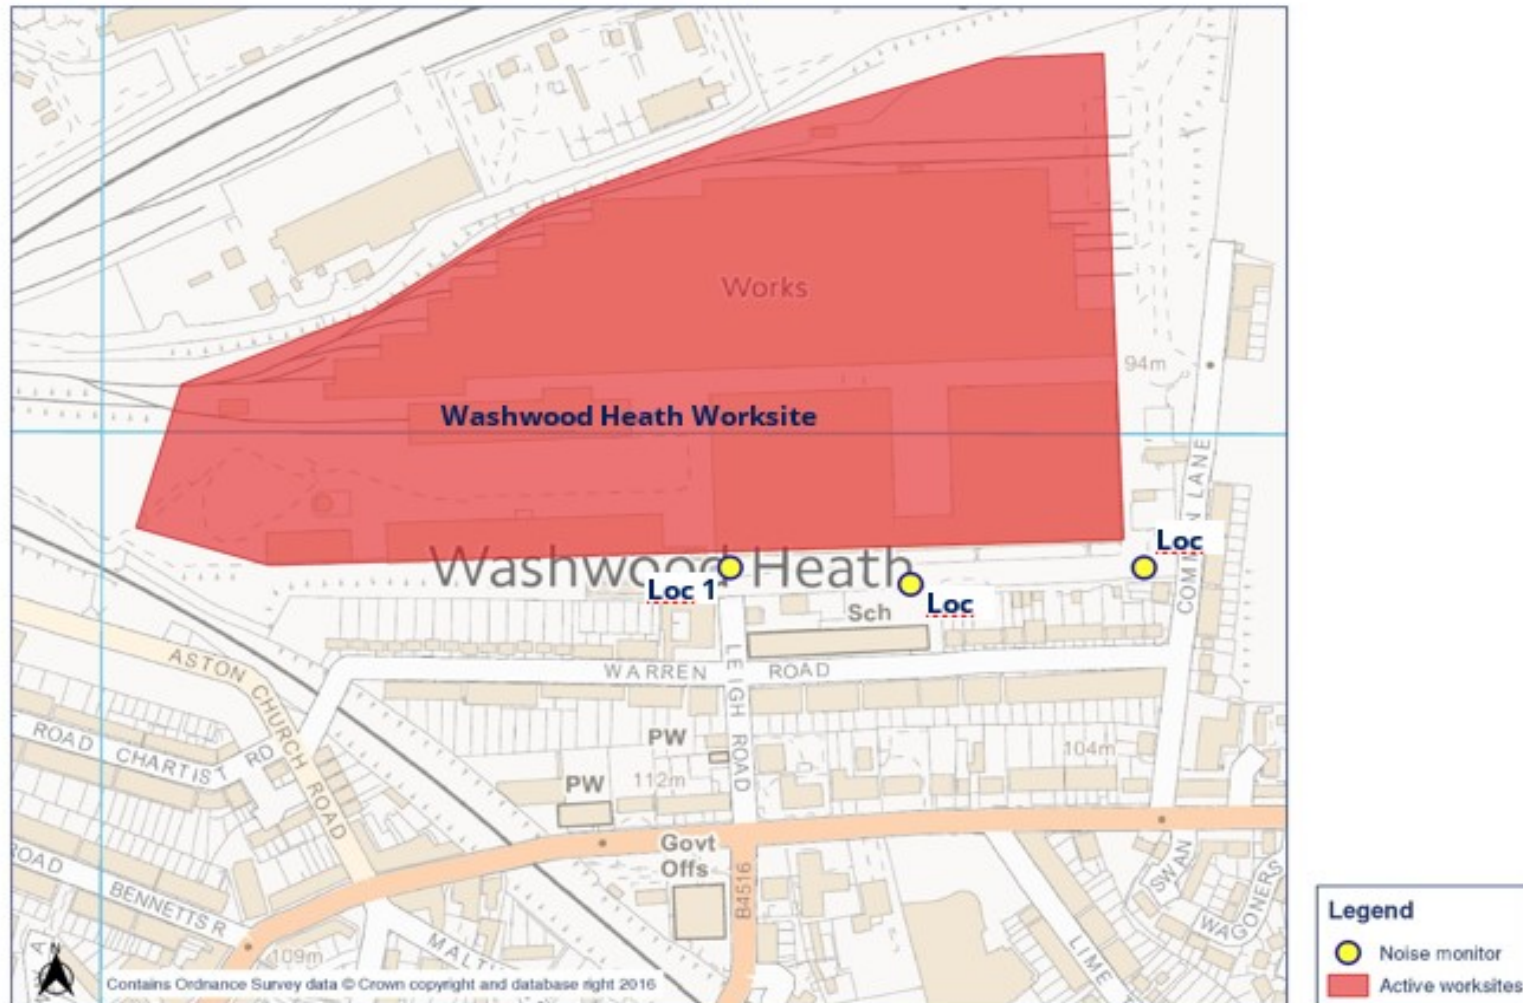 Works
94m
Washwood Heath Worksite
Washwood Heath
Loc 1
Loc
Loc
Sch
COMMON LANE
WARREN ROAD
LEIGH ROAD
ASTON CHURCH ROAD
ROAD
CHARTIST RD
PW
PW
112m
104m
Govt
Offs
B4516
ROAD
BENNETTS R
109m
SWAN
WAGONERS
LIME
N
Contains Ordnance Survey data © Crown copyright and database right 2016
Legend
Noise monitor
Active worksites